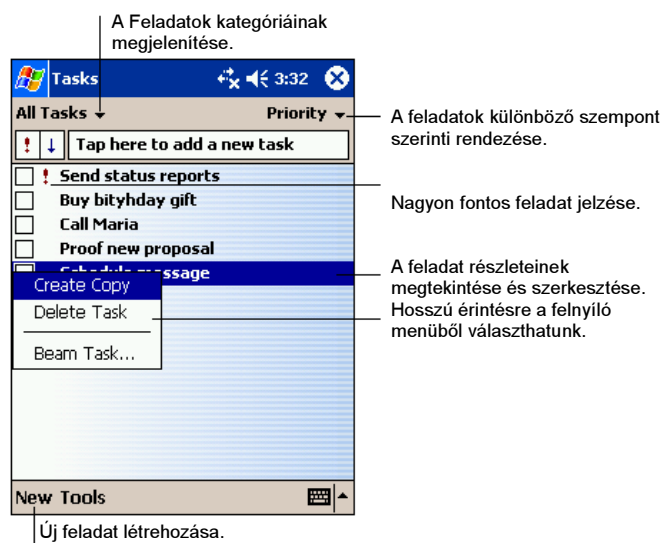 A Feladatok kategóriáinak
megjelenítése.
Tasks 3:32
All Tasks Priority
A feladatok különböző szempont
szerinti rendezése.
Tap here to add a new task
Send status reports
Nagyon fontos feladat jelzése.
Buy bityhday gift
Call Maria
Proof new proposal
Schedule message
A feladat részleteinek
megtekintése és szerkesztése.
Hosszú érintésre a felnyíló
menüből választhatunk.
Create Copy
Delete Task
Beam Task...
New Tools
Új feladat létrehozása.